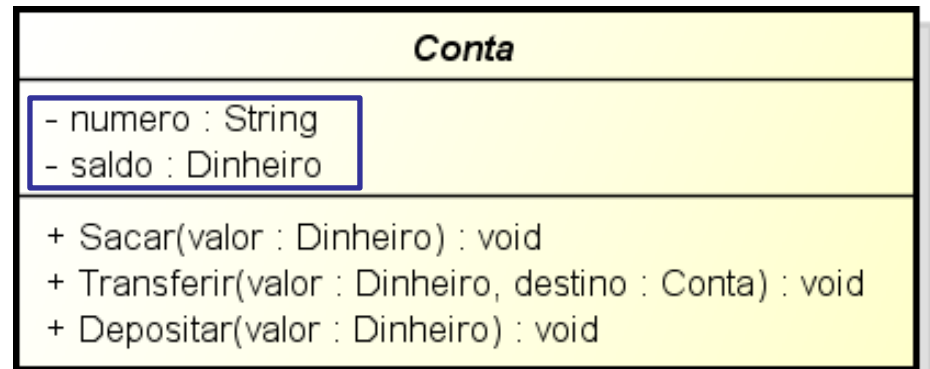 Conta
- numero : String
- saldo : Dinheiro
+ Sacar(valor : Dinheiro) : void
+ Transferir(valor : Dinheiro, destino : Conta) : void
+ Depositar(valor : Dinheiro) : void